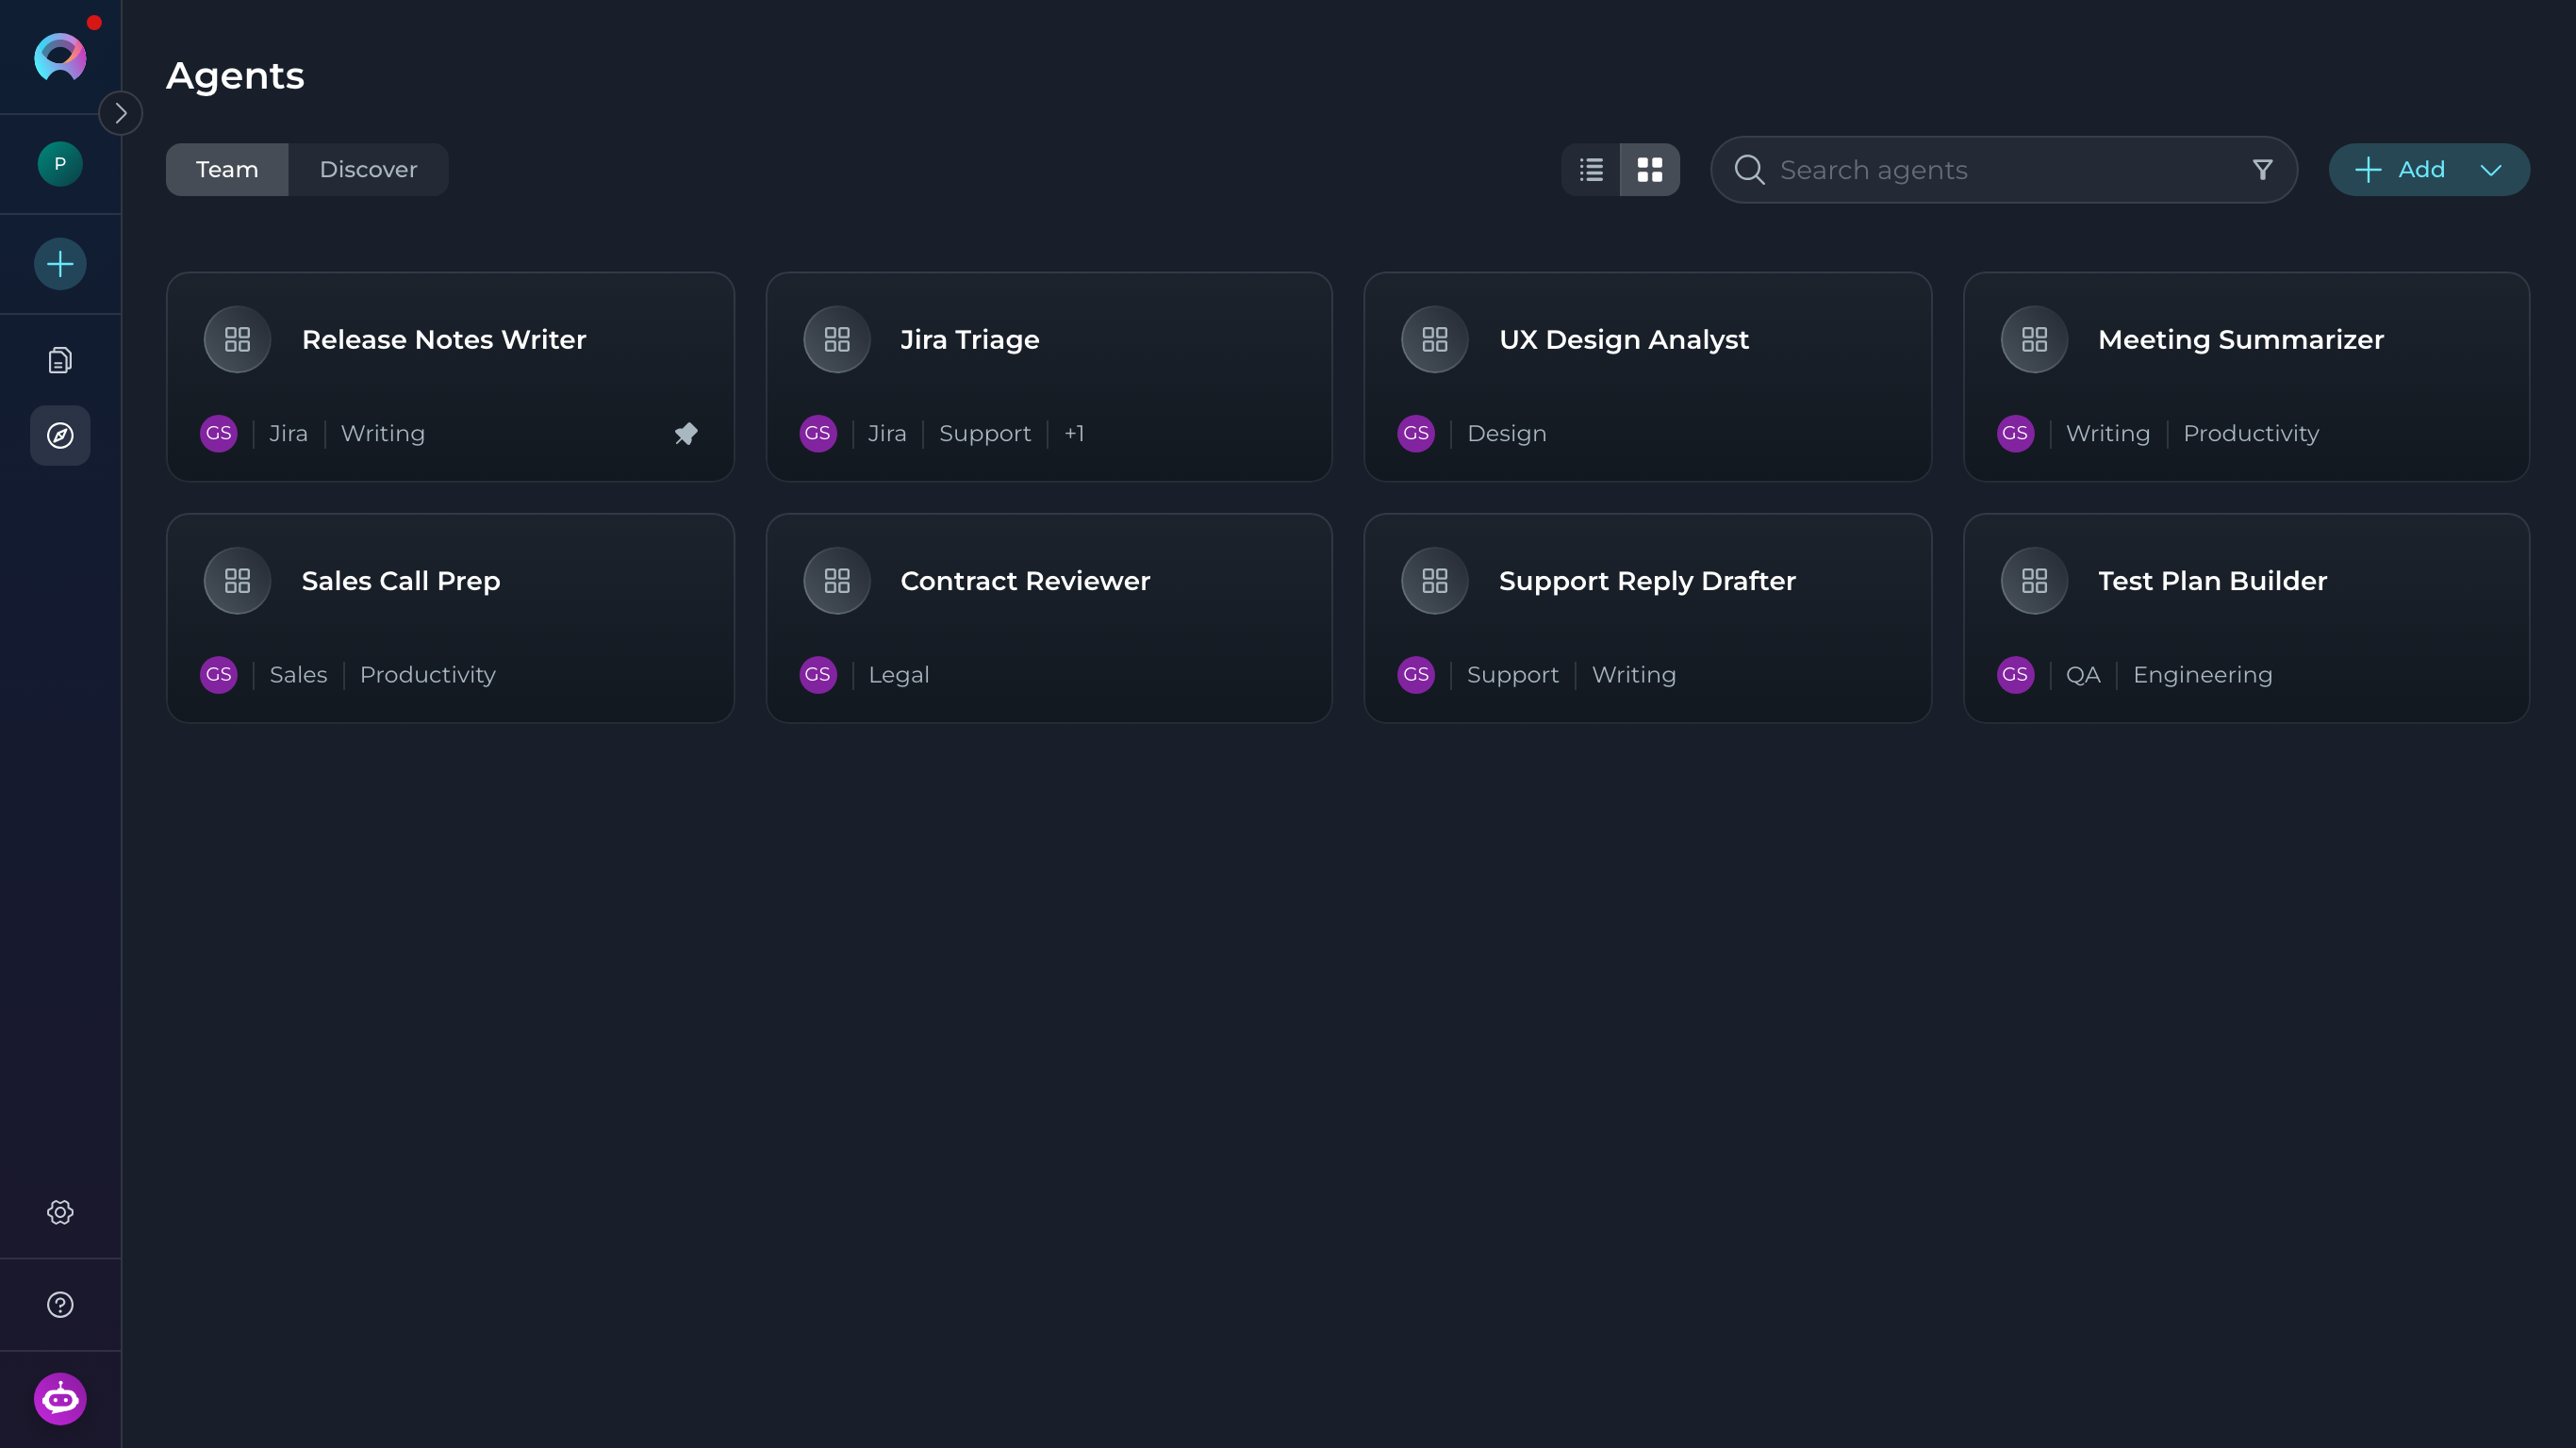 Agents
P
Team
Discover
Search agents
Add
Release Notes Writer
GS Jira Writing
Jira Triage
GS Jira Support +1
UX Design Analyst
GS Design
Meeting Summarizer
GS Writing Productivity
Sales Call Prep
GS Sales Productivity
Contract Reviewer
GS Legal
Support Reply Drafter
GS Support Writing
Test Plan Builder
GS QA Engineering